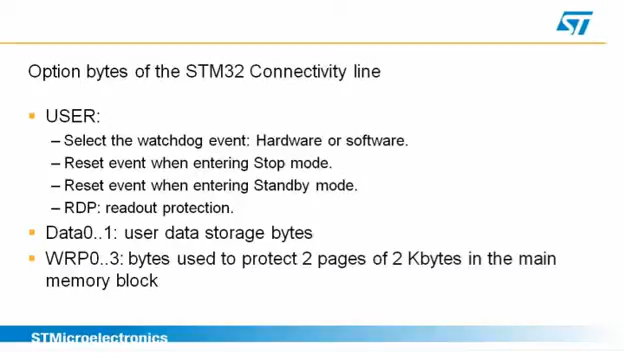 ST
Option bytes of the STM32 Connectivity line
▪ USER:
– Select the watchdog event: Hardware or software.
– Reset event when entering Stop mode.
– Reset event when entering Standby mode.
– RDP: readout protection.
▪ Data0..1: user data storage bytes
▪ WRP0..3: bytes used to protect 2 pages of 2 Kbytes in the main
memory block
STMicroelectronics